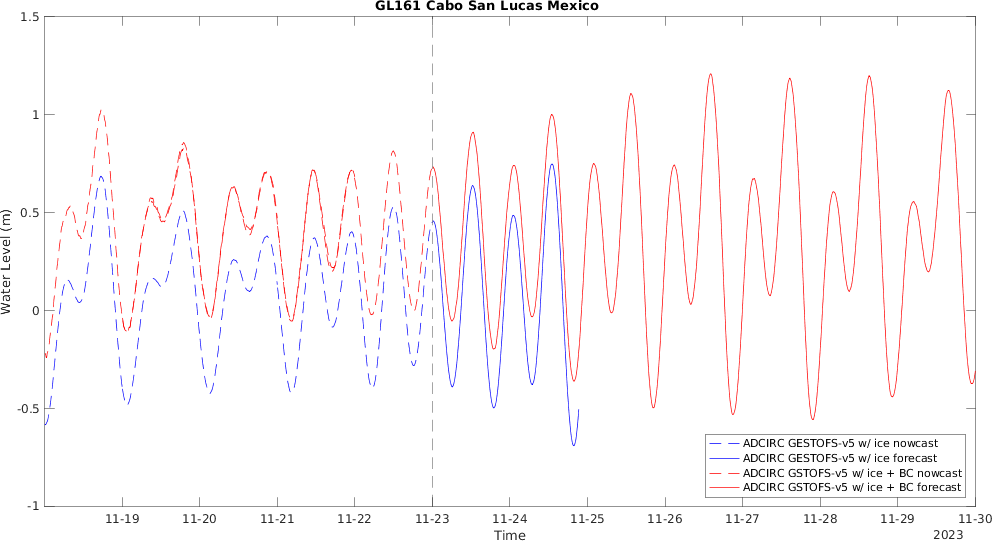 GL161 Cabo San Lucas Mexico
1.5
1
0.5
0
-0.5
-1
Water Level (m)
11-19
11-20
11-21
11-22
11-23
11-24
11-25
11-26
11-27
11-28
11-29
11-30
Time
2023
ADCIRC GESTOFS-v5 w/ ice nowcast
ADCIRC GESTOFS-v5 w/ ice forecast
ADCIRC GSTOFS-v5 w/ ice + BC nowcast
ADCIRC GSTOFS-v5 w/ ice + BC forecast